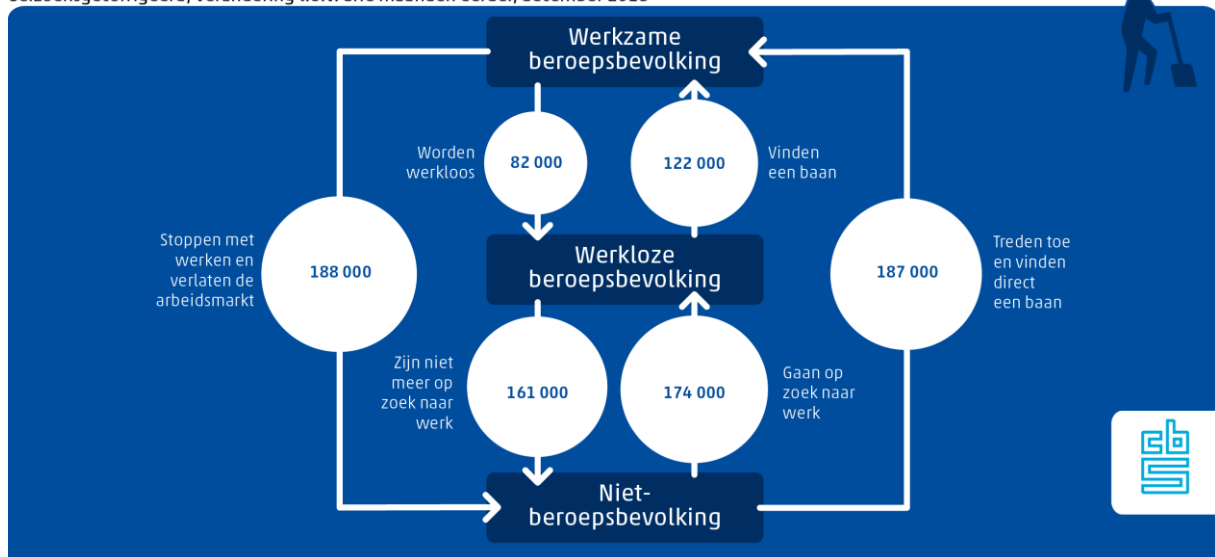 Werkzame
beroepsbevolking
Worden
werkloos
82 000
122 000
Vinden
een baan
Stoppen met
werken en
verlaten de
arbeidsmarkt
188 000
Werkloze
beroepsbevolking
187 000
Treden toe
en vinden
direct
een baan
Zijn niet
meer op
zoek naar
werk
161 000
174 000
Gaan op
zoek naar
werk
Niet-
beroepsbevolking
cbs